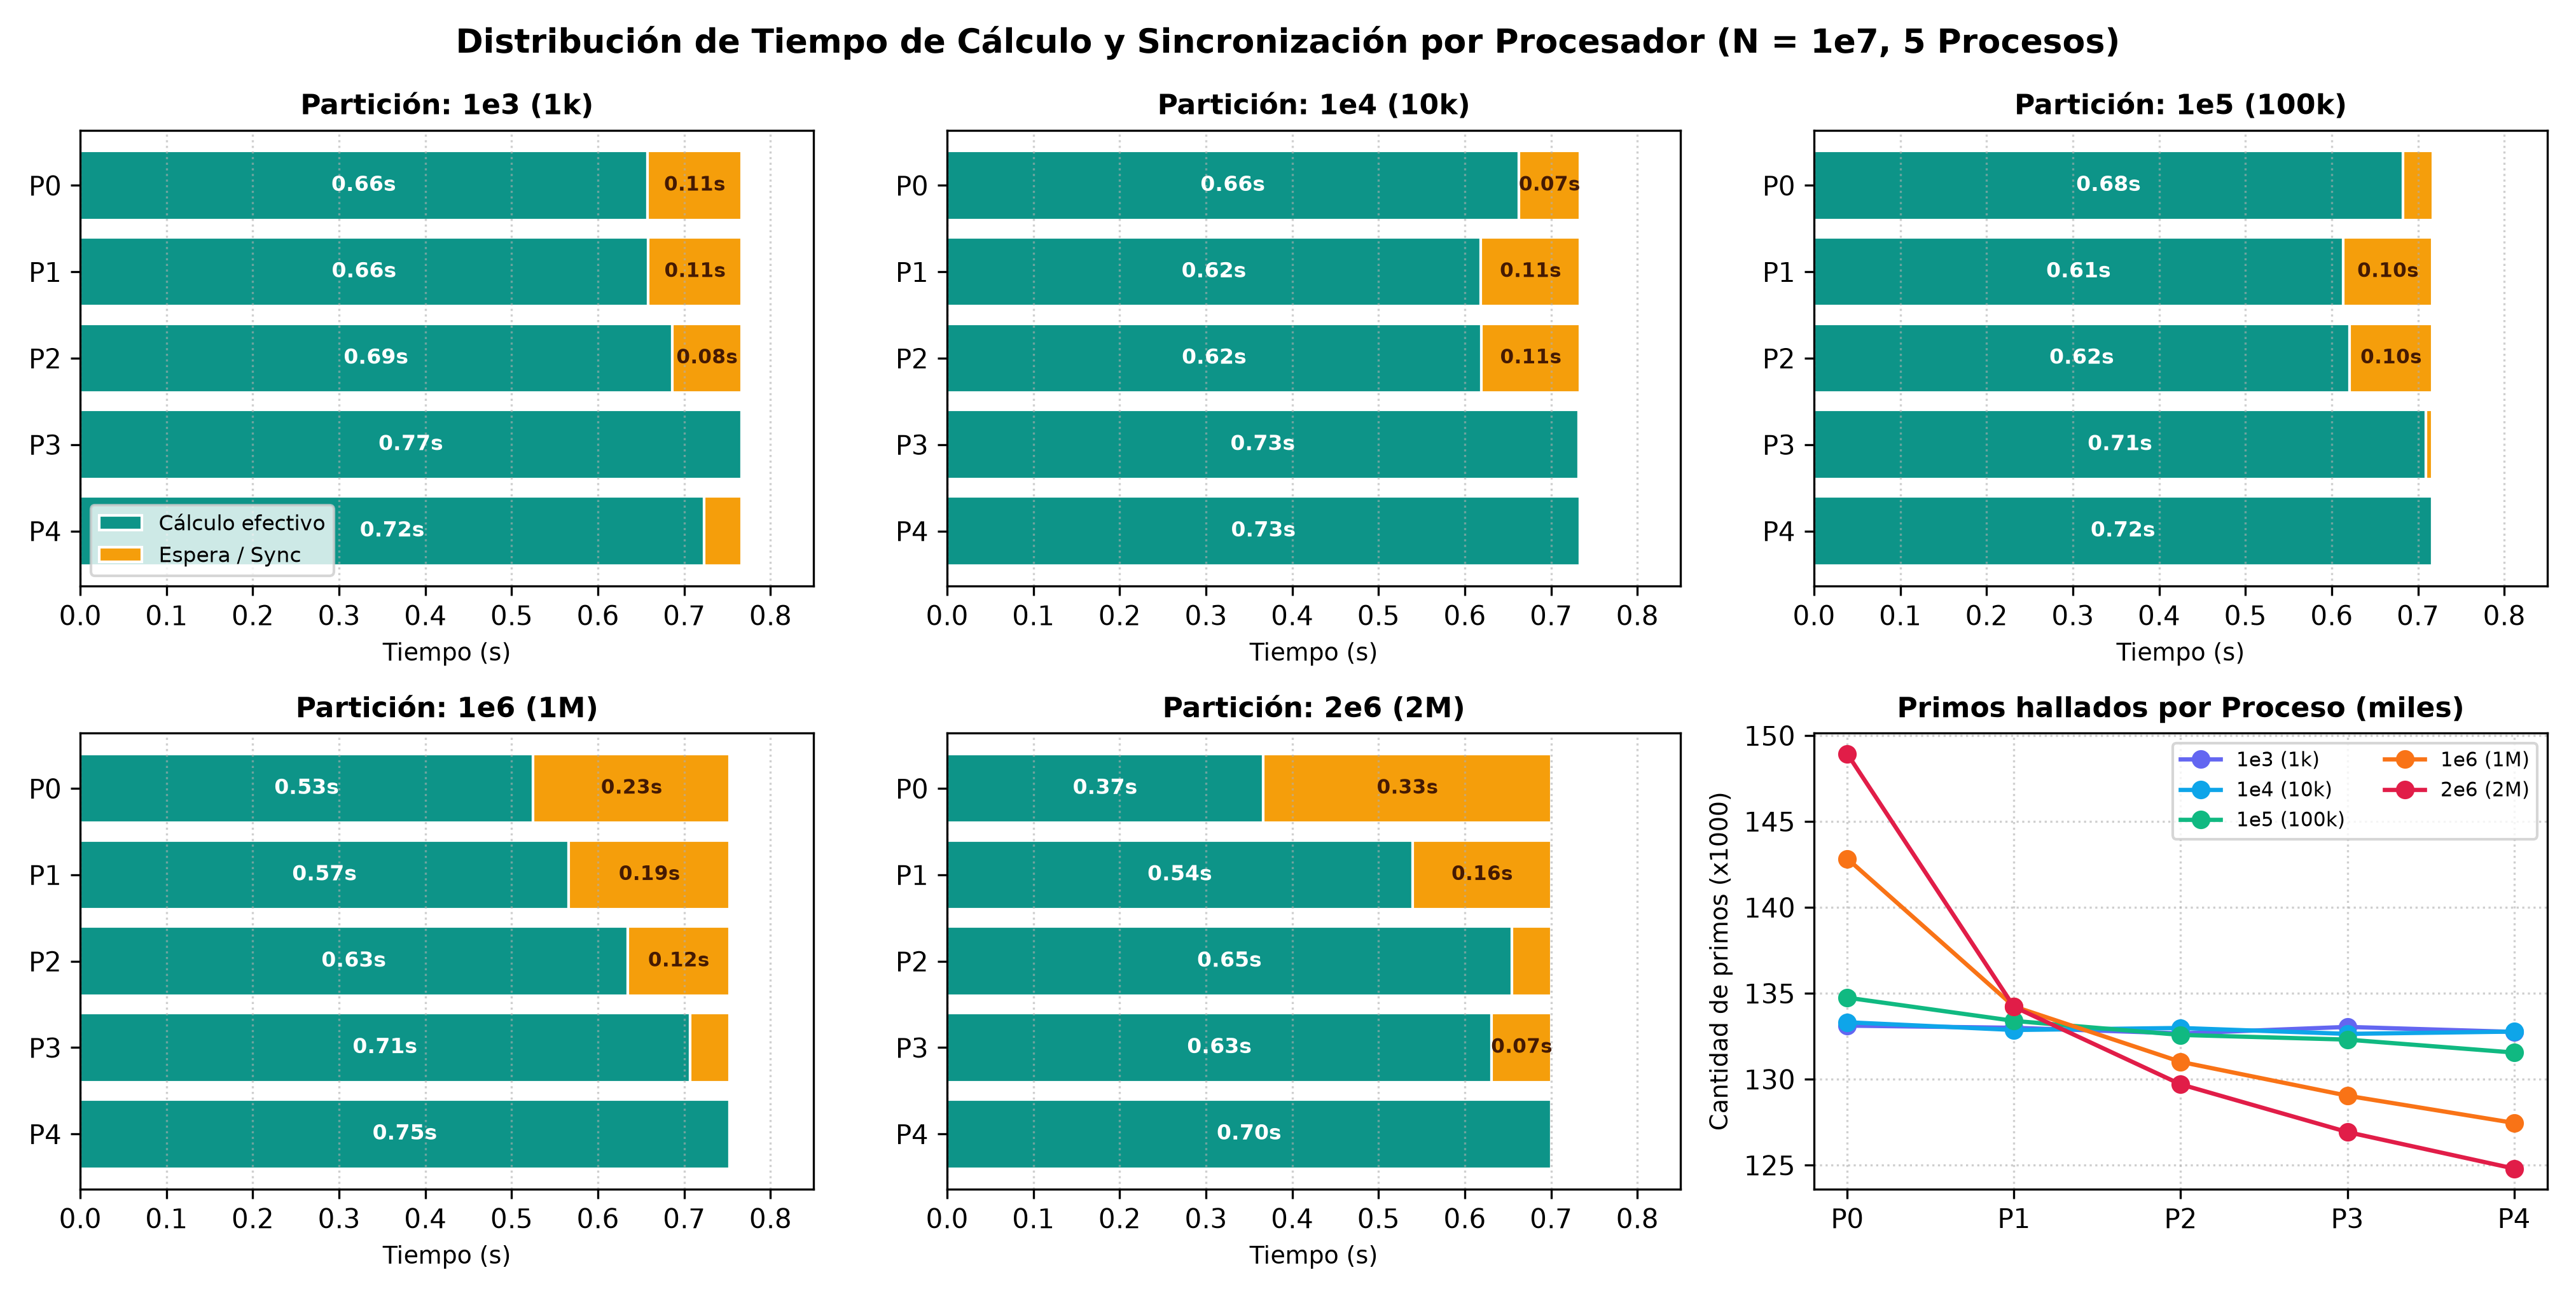 Distribución de Tiempo de Cálculo y Sincronización por Procesador (N = 1e7, 5 Procesos)
Partición: 1e3 (1k)
P0
0.66s
0.11s
P1
0.66s
0.11s
P2
0.69s
0.08s
P3
0.77s
P4
0.72s
Cálculo efectivo
Espera / Sync
0.0 0.1 0.2 0.3 0.4 0.5 0.6 0.7 0.8
Tiempo (s)
Partición: 1e4 (10k)
P0
0.66s
0.07s
P1
0.62s
0.11s
P2
0.62s
0.11s
P3
0.73s
P4
0.73s
0.0 0.1 0.2 0.3 0.4 0.5 0.6 0.7 0.8
Tiempo (s)
Partición: 1e5 (100k)
P0
0.68s
P1
0.61s
0.10s
P2
0.62s
0.10s
P3
0.71s
P4
0.72s
0.0 0.1 0.2 0.3 0.4 0.5 0.6 0.7 0.8
Tiempo (s)
Partición: 1e6 (1M)
P0
0.53s
0.23s
P1
0.57s
0.19s
P2
0.63s
0.12s
P3
0.71s
P4
0.75s
0.0 0.1 0.2 0.3 0.4 0.5 0.6 0.7 0.8
Tiempo (s)
Partición: 2e6 (2M)
P0
0.37s
0.33s
P1
0.54s
0.16s
P2
0.65s
P3
0.63s
0.07s
P4
0.70s
0.0 0.1 0.2 0.3 0.4 0.5 0.6 0.7 0.8
Tiempo (s)
Primos hallados por Proceso (miles)
Cantidad de primos (x1000)
150
145
140
135
130
125
1e3 (1k)
1e4 (10k)
1e5 (100k)
1e6 (1M)
2e6 (2M)
P0 P1 P2 P3 P4